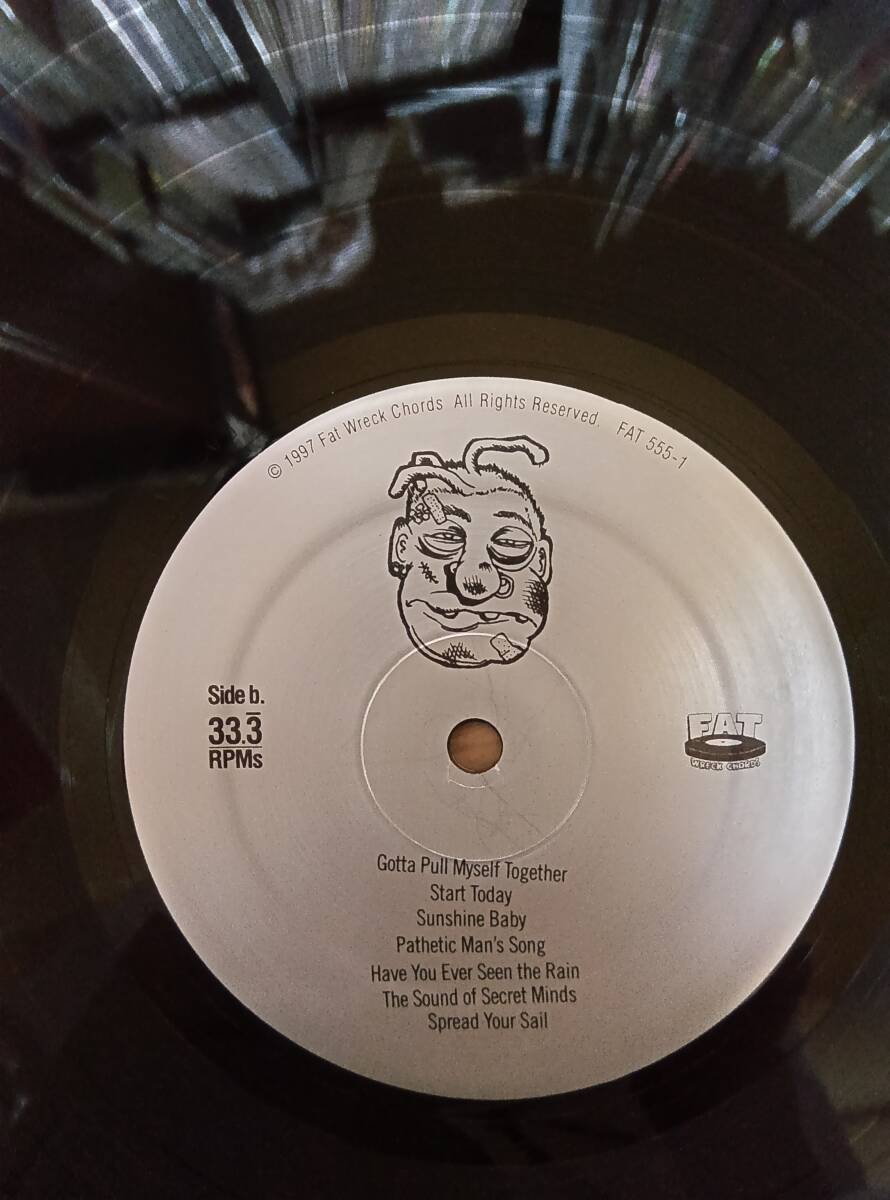 © 1997 Fat Wreck Chords All Rights Reserved. FAT 555-1
Side b.
33.3̅
RPMs
FAT
WRECK CHORDS
Gotta Pull Myself Together
Start Today
Sunshine Baby
Pathetic Man's Song
Have You Ever Seen the Rain
The Sound of Secret Minds
Spread Your Sail